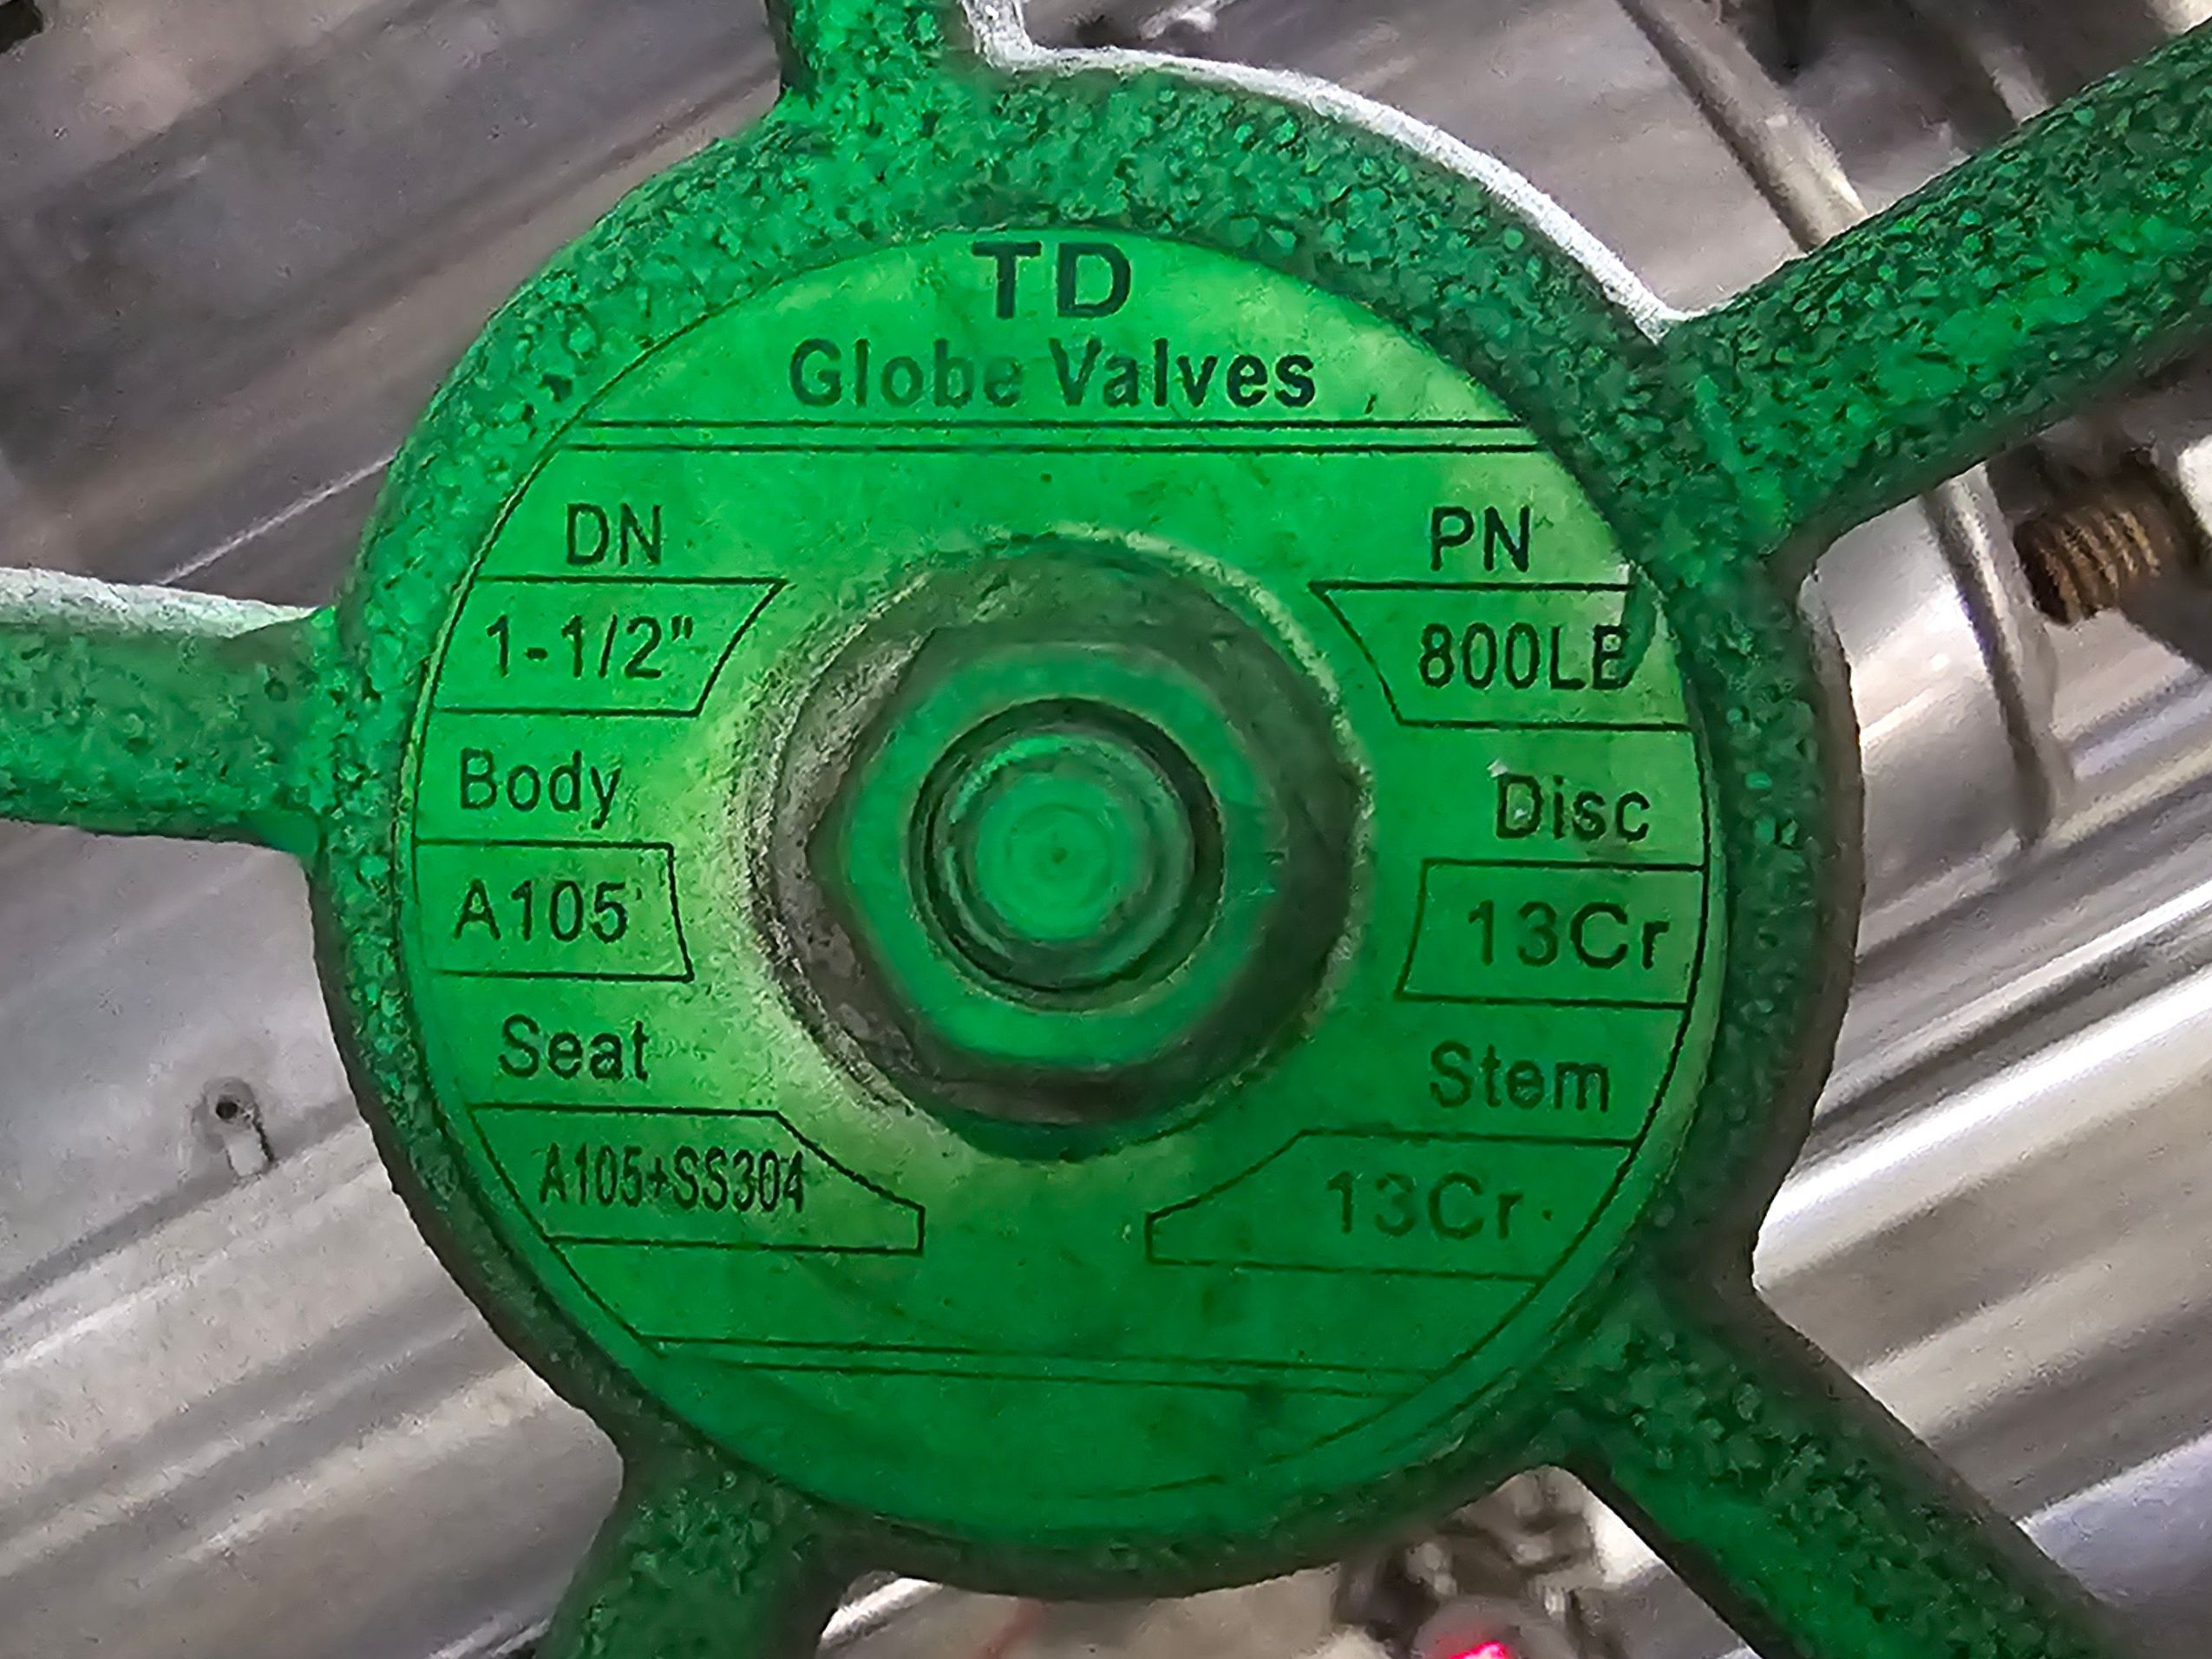 TD
Globe Valves
DN PN
1-1/2" 800LB
Body Disc
A105 13Cr
Seat Stem
A105+SS304 13Cr